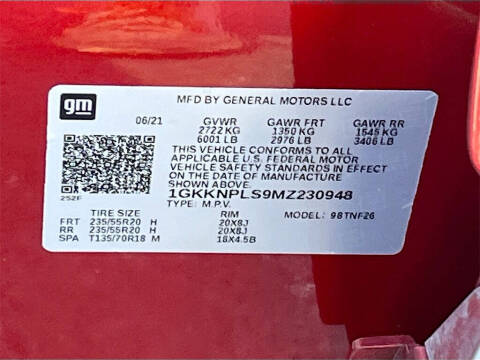 gm
MFD BY GENERAL MOTORS LLC
06/21 GVWR GAWR FRT GAWR RR
2722 KG 1350 KG 1545 KG
6001 LB 2976 LB 3406 LB
THIS VEHICLE CONFORMS TO ALL
APPLICABLE U.S. FEDERAL MOTOR
VEHICLE SAFETY STANDARDS IN EFFECT
ON THE DATE OF MANUFACTURE SHOWN ABOVE.
1GKKNPLS9MZ230948
252F TYPE: M.P.V.
TIRE SIZE RIM MODEL: 98TNF26
FRT 235/55R20 H 20X8J
RR 235/55R20 H 20X8J
SPA T135/70R18 M 18X4.5B